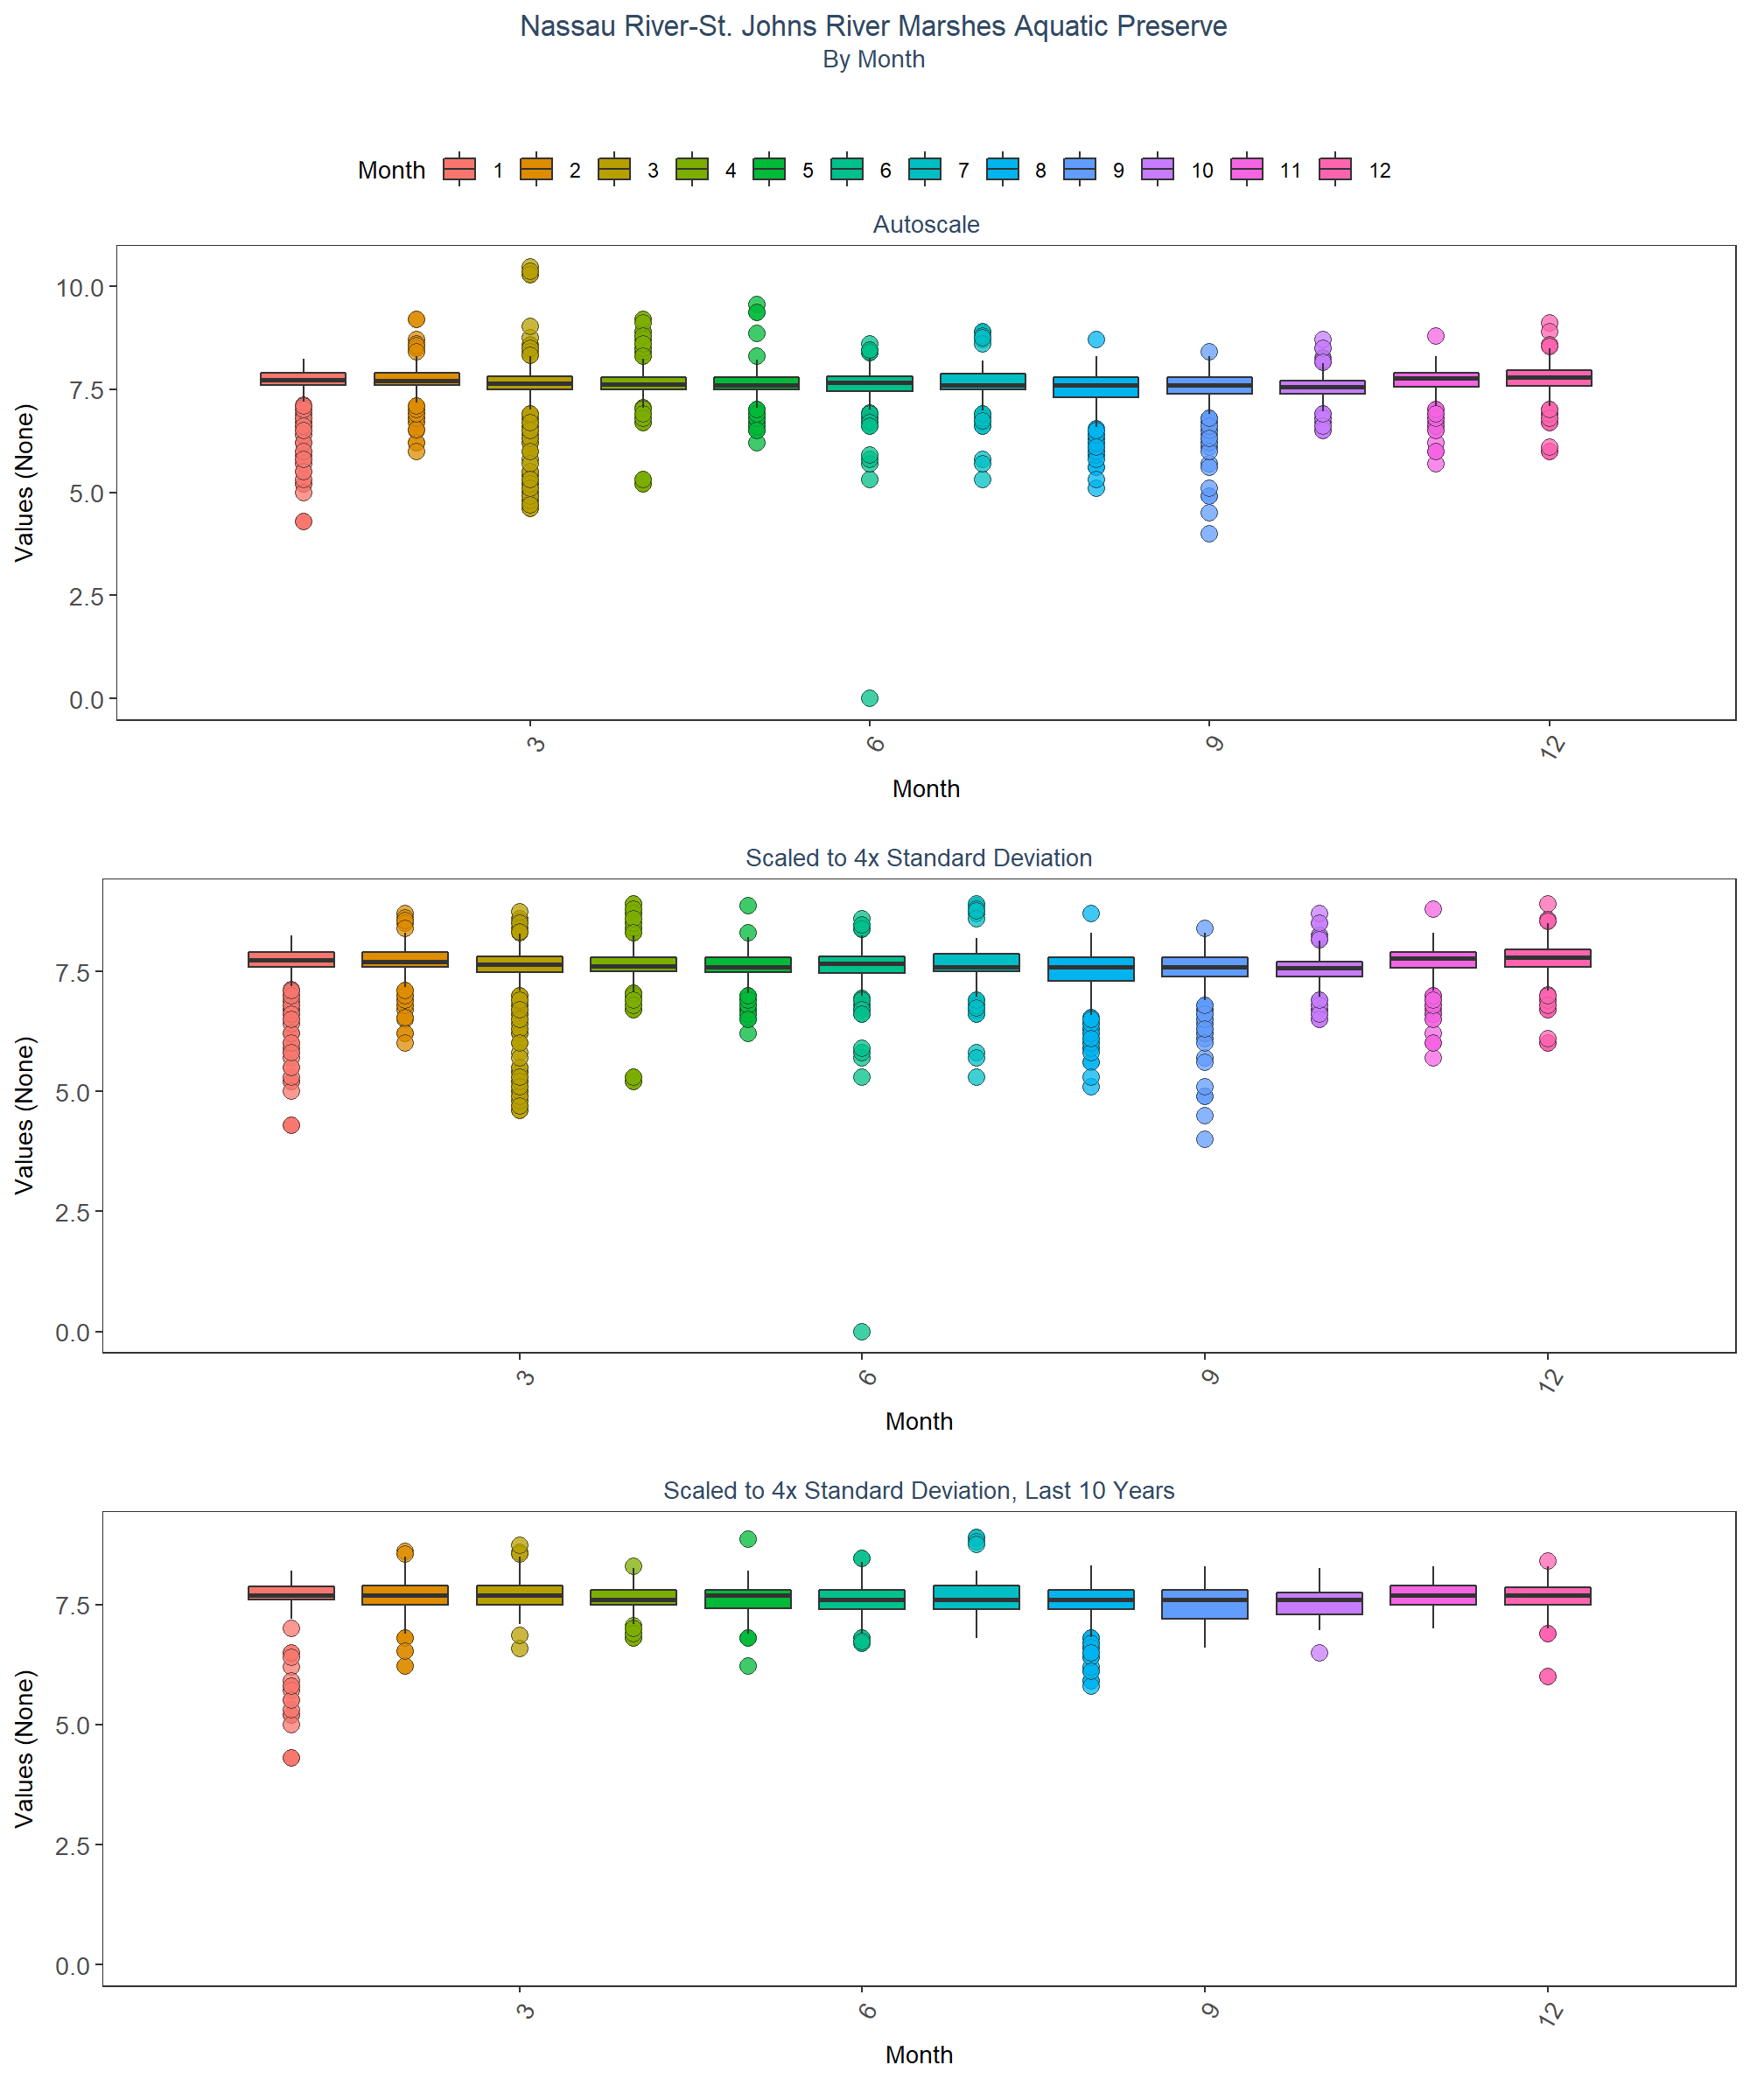 Nassau River-St. Johns River Marshes Aquatic Preserve
By Month
Month 1 2 3 4 5 6 7 8 9 10 11 12
Autoscale
10.0
7.5
5.0
2.5
0.0
Values (None)
3 6 9 12
Month
Scaled to 4x Standard Deviation
7.5
5.0
2.5
0.0
Values (None)
3 6 9 12
Month
Scaled to 4x Standard Deviation, Last 10 Years
7.5
5.0
2.5
0.0
Values (None)
3 6 9 12
Month